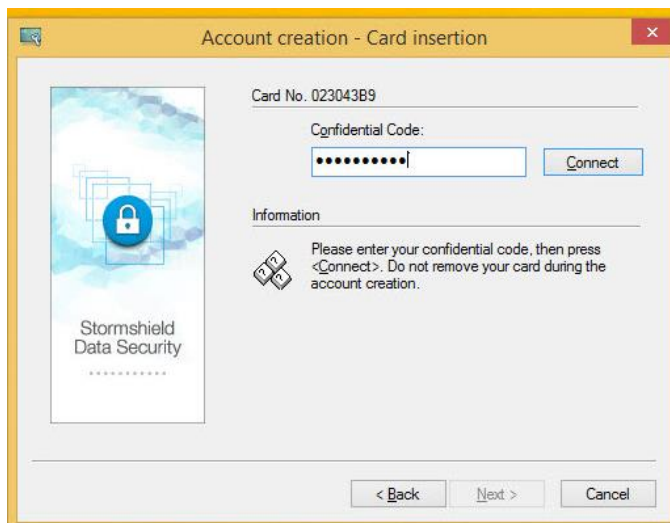 Account creation - Card insertion
Card No. 023043B9
Confidential Code:
●●●●●●●●●●
Connect
Information
Please enter your confidential code, then press
<Connect>. Do not remove your card during the
account creation.
Stormshield
Data Security
< Back
Next >
Cancel